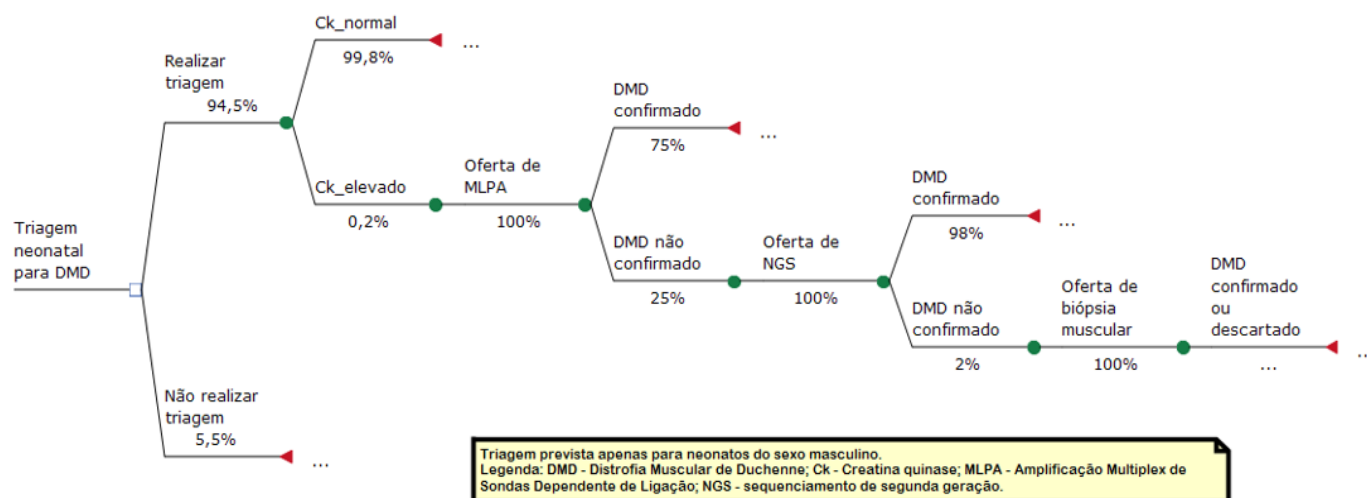 Triagem
neonatal
para DMD
Realizar
triagem
94,5%
Ck_normal
99,8%
...
Ck_elevado
0,2%
Oferta de
MLPA
100%
DMD
confirmado
75%
...
DMD não
confirmado
25%
Oferta de
NGS
100%
DMD
confirmado
98%
...
DMD não
confirmado
2%
Oferta de
biópsia
muscular
100%
DMD
confirmado
ou
descartado
...
...
Não realizar
triagem
5,5%
...
Triagem prevista apenas para neonatos do sexo masculino.
Legenda: DMD - Distrofia Muscular de Duchenne; Ck - Creatina quinase; MLPA - Amplificação Multiplex de
Sondas Dependente de Ligação; NGS - sequenciamento de segunda geração.